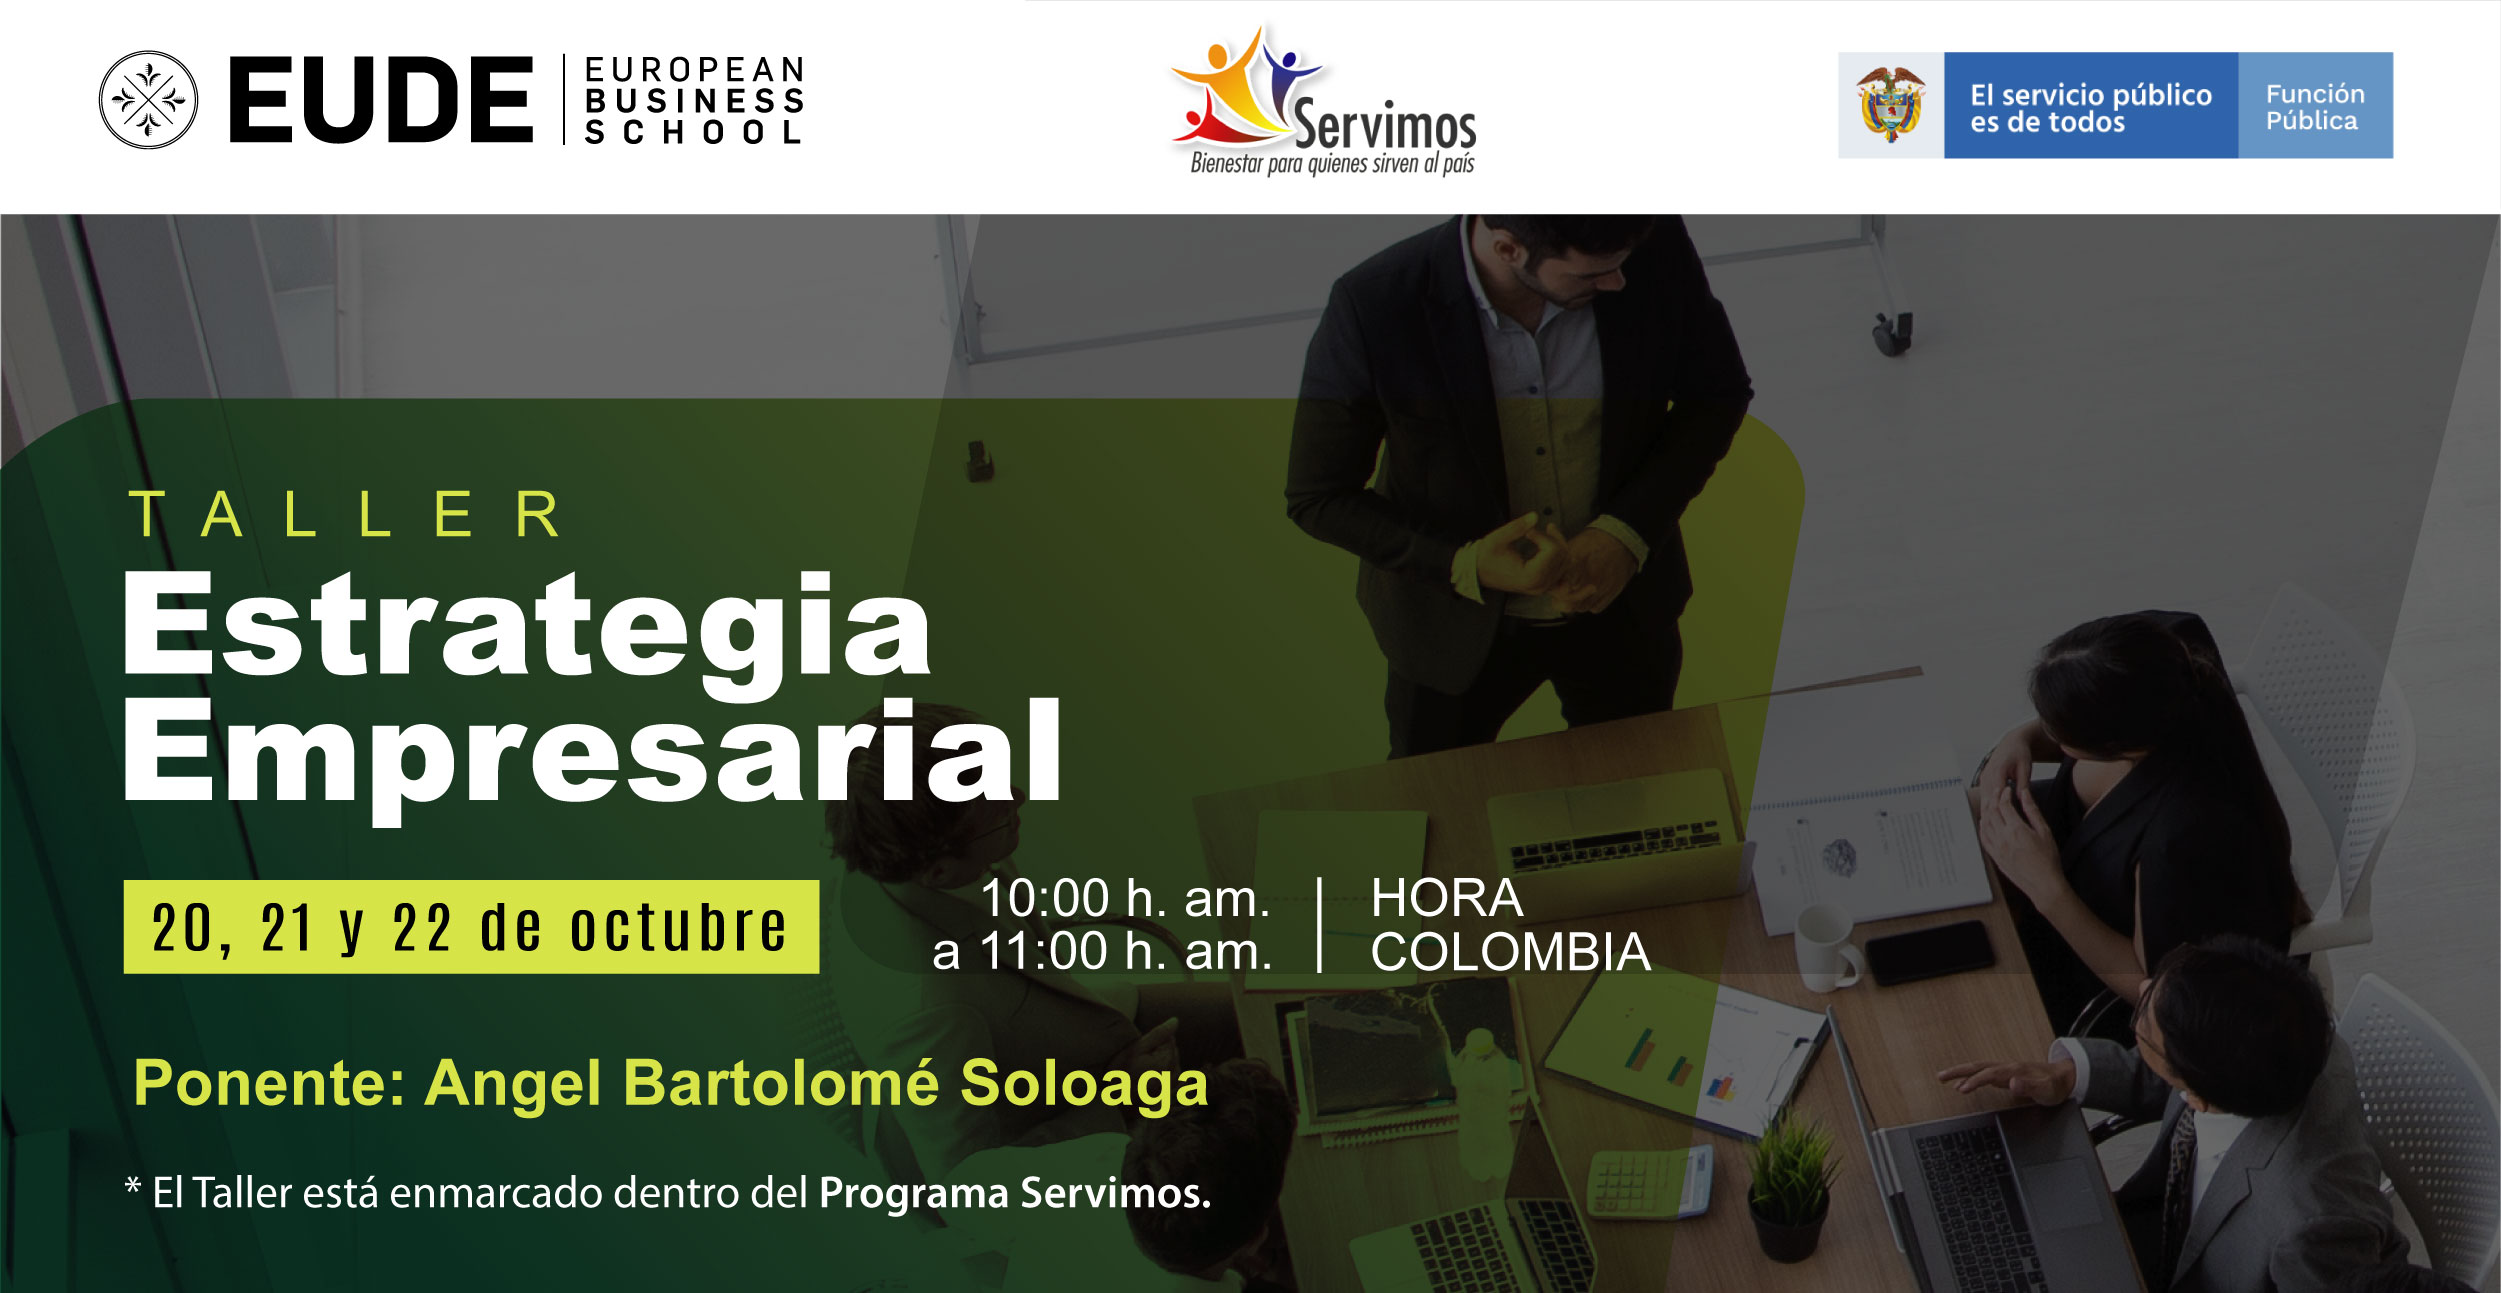 EUDE
EUROPEAN
BUSINESS
SCHOOL
Servimos
Bienestar para quienes sirven al país
El servicio público
es de todos
Función
Pública
TALLER
Estrategia
Empresarial
20, 21 y 22 de octubre
10:00 h. am.
a 11:00 h. am.
HORA
COLOMBIA
Ponente: Angel Bartolomé Soloaga
* El Taller está enmarcado dentro del Programa Servimos.